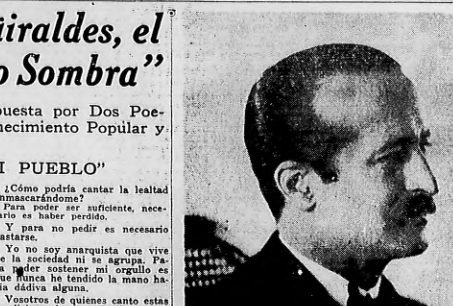 üiraldes, el
o Sombra"
uesta por Dos Poe-
necimiento Popular y
I PUEBLO"
¿Cómo podría cantar la lealtad
nmascarándome?
Para poder ser suficiente, nece-
ario es haber perdido.
Y para no pedir es necesario
astarse.
Yo no soy anarquista que vive
e la sociedad ni se agrupa. Pa-
a poder sostener mi orgullo es
ue nunca he tendido la mano ha-
ia dádiva alguna.
Vosotros de quienes canto estas